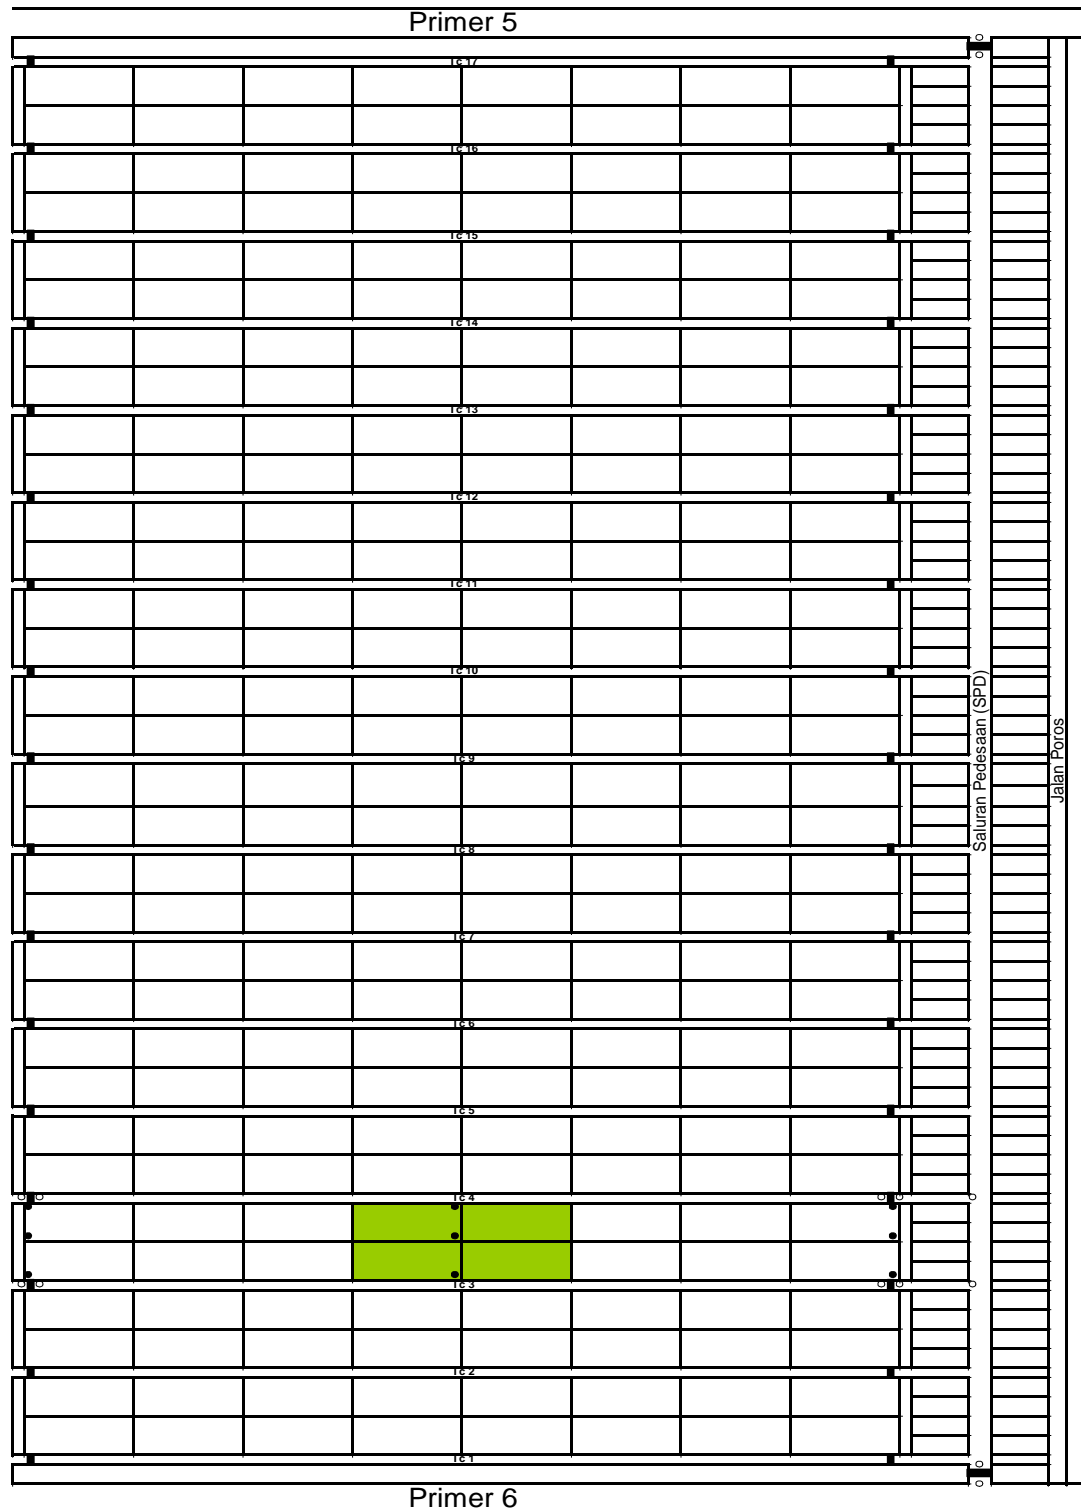 Primer 5
Tc 17
Tc 16
Tc 15
Tc 14
Tc 13
Tc 12
Tc 11
Tc 10
Tc 9
Tc 8
Tc 7
Tc 6
Tc 5
Tc 4
Tc 3
Tc 2
Tc 1
Saluran Pedesaan (SPD)
Jalan Poros
Primer 6